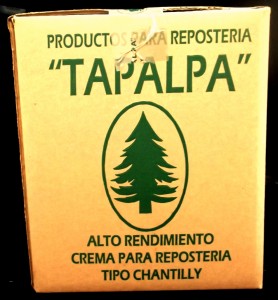 PRODUCTOS PARA REPOSTERIA
"TAPALPA"
ALTO RENDIMIENTO
CREMA PARA REPOSTERIA
TIPO CHANTILLY